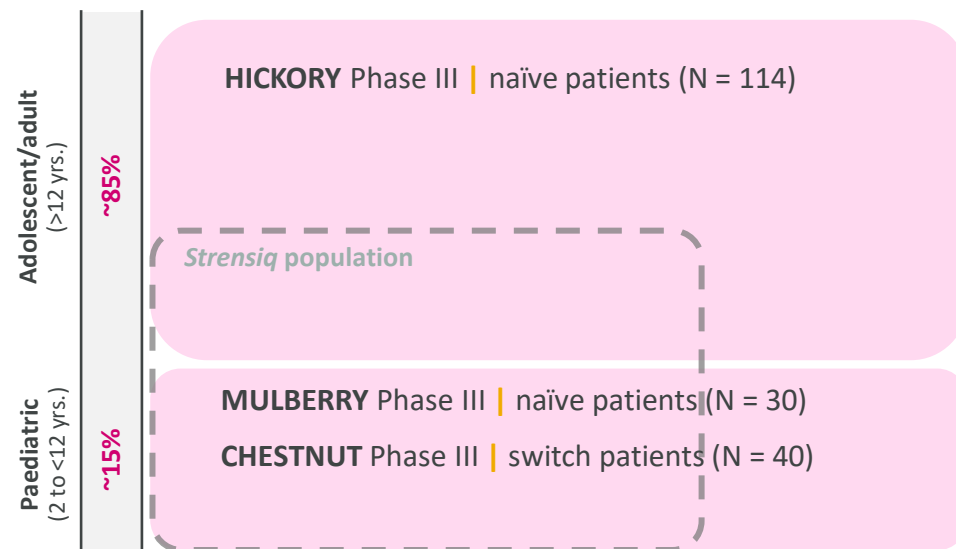 Adolescent/adult
(>12 yrs.)
~85%
HICKORY Phase III | naïve patients (N = 114)
Strensiq population
Paediatric
(2 to <12 yrs.)
~15%
MULBERRY Phase III | naïve patients (N = 30)
CHESTNUT Phase III | switch patients (N = 40)